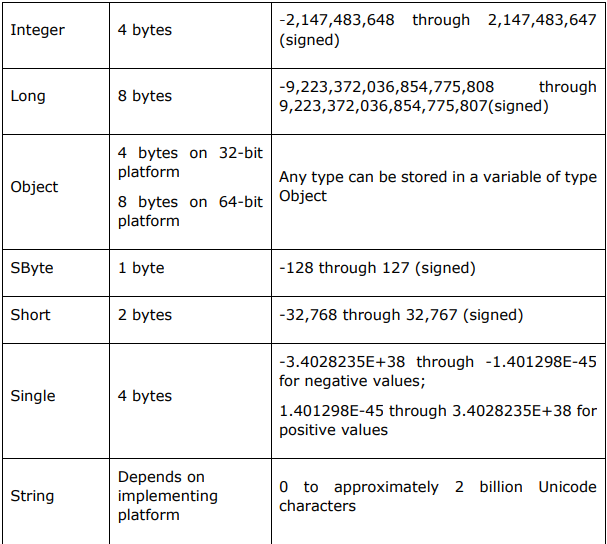 Integer
4 bytes
-2,147,483,648 through 2,147,483,647
(signed)
Long
8 bytes
-9,223,372,036,854,775,808 through
9,223,372,036,854,775,807(signed)
Object
4 bytes on 32-bit
platform
8 bytes on 64-bit
platform
Any type can be stored in a variable of type
Object
SByte
1 byte
-128 through 127 (signed)
Short
2 bytes
-32,768 through 32,767 (signed)
Single
4 bytes
-3.4028235E+38 through -1.401298E-45
for negative values;
1.401298E-45 through 3.4028235E+38 for
positive values
String
Depends on
implementing
platform
0 to approximately 2 billion Unicode
characters